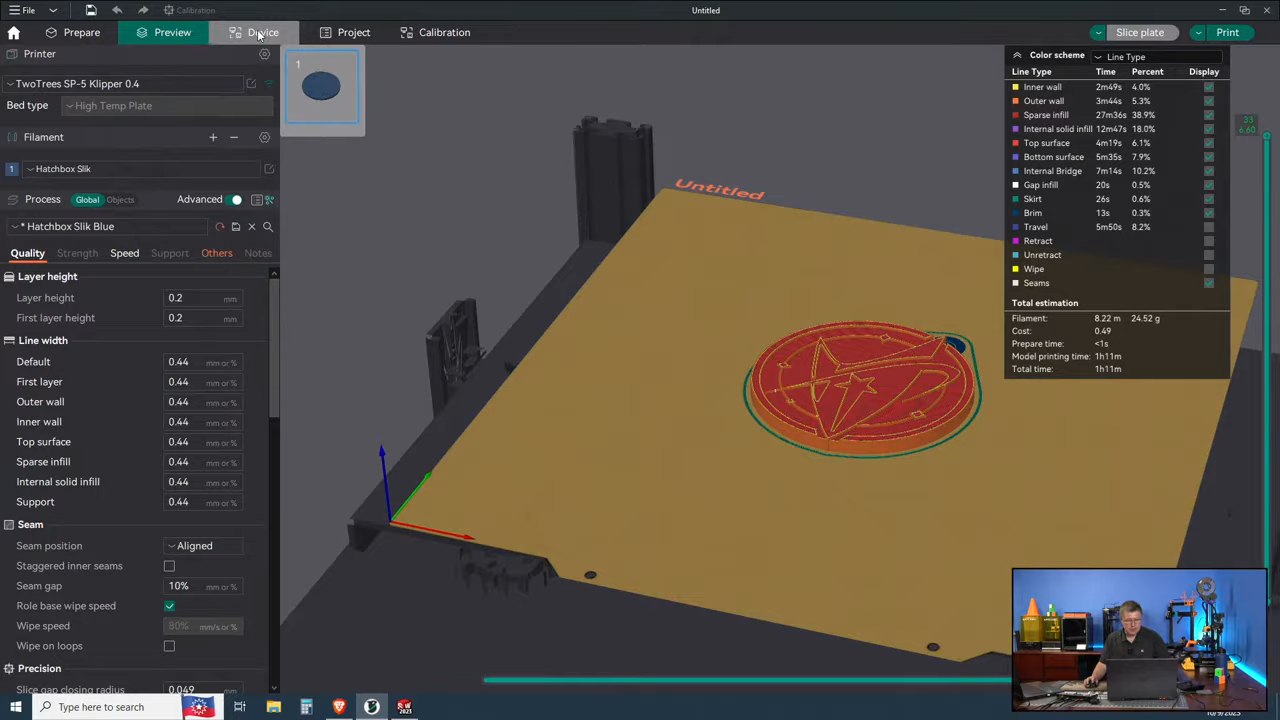 File
Calibration
Untitled
Prepare
Preview
Device
Project
Calibration
Slice plate
Print
Printer
TwoTrees SP-5 Klipper 0.4
Bed type
High Temp Plate
Filament
1
Hatchbox Slik
Process
Global
Objects
Advanced
* Hatchbox Slik Blue
Quality
Strength
Speed
Support
Others
Notes
Layer height
Layer height 0.2 mm
First layer height 0.2 mm
Line width
Default 0.44 mm or %
First layer 0.44 mm or %
Outer wall 0.44 mm or %
Inner wall 0.44 mm or %
Top surface 0.44 mm or %
Sparse infill 0.44 mm or %
Internal solid infill 0.44 mm or %
Support 0.44 mm or %
Seam
Seam position Aligned
Staggered inner seams
Seam gap 10% mm or %
Role base wipe speed
Wipe speed 80% mm/s or %
Wipe on loops
Precision
Slice gap closing radius 0.049 mm
1
Untitled
Color scheme Line Type
Line Type Time Percent Display
Inner wall 2m49s 4.0%
Outer wall 3m44s 5.3%
Sparse infill 27m36s 38.9%
Internal solid infill 12m47s 18.0%
Top surface 4m19s 6.1%
Bottom surface 5m35s 7.9%
Internal Bridge 7m14s 10.2%
Gap infill 20s 0.5%
Skirt 26s 0.6%
Brim 13s 0.3%
Travel 5m50s 8.2%
Retract
Unretract
Wipe
Seams
Total estimation
Filament: 8.22 m 24.52 g
Cost: 0.49
Prepare time: <1s
Model printing time: 1h11m
Total time: 1h11m
33
6.60
Type here to search
2023
10/9/2023